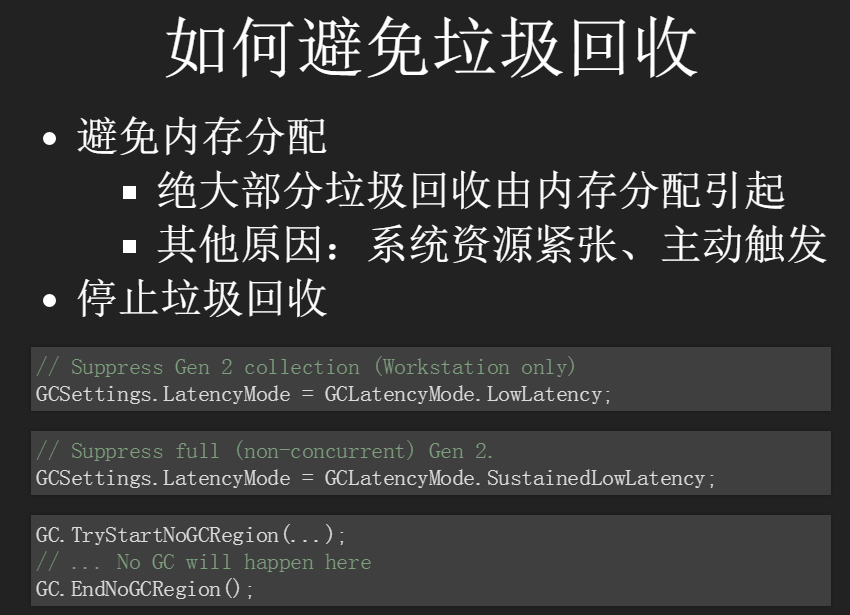 如何避免垃圾回收
避免内存分配
绝大部分垃圾回收由内存分配引起
其他原因：系统资源紧张、主动触发
停止垃圾回收
// Suppress Gen 2 collection (Workstation only)
GCSettings.LatencyMode = GCLatencyMode.LowLatency;
// Suppress full (non-concurrent) Gen 2.
GCSettings.LatencyMode = GCLatencyMode.SustainedLowLatency;
GC.TryStartNoGCRegion(...);
// ... No GC will happen here
GC.EndNoGCRegion();